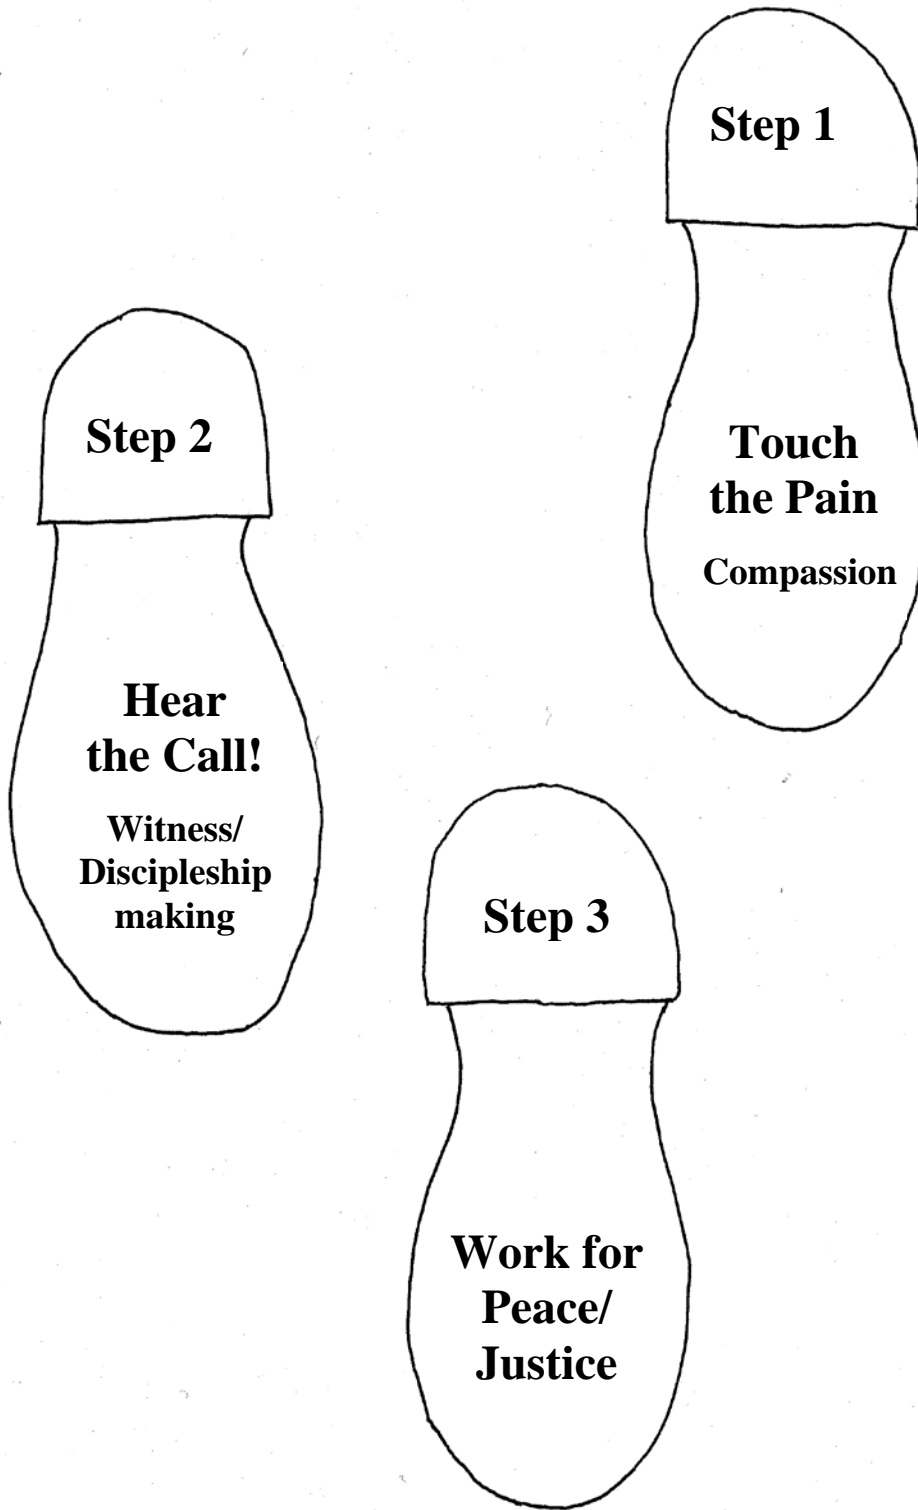 Step 1
Touch
the Pain
Compassion
Step 2
Hear
the Call!
Witness/
Discipleship
making
Step 3
Work for
Peace/
Justice